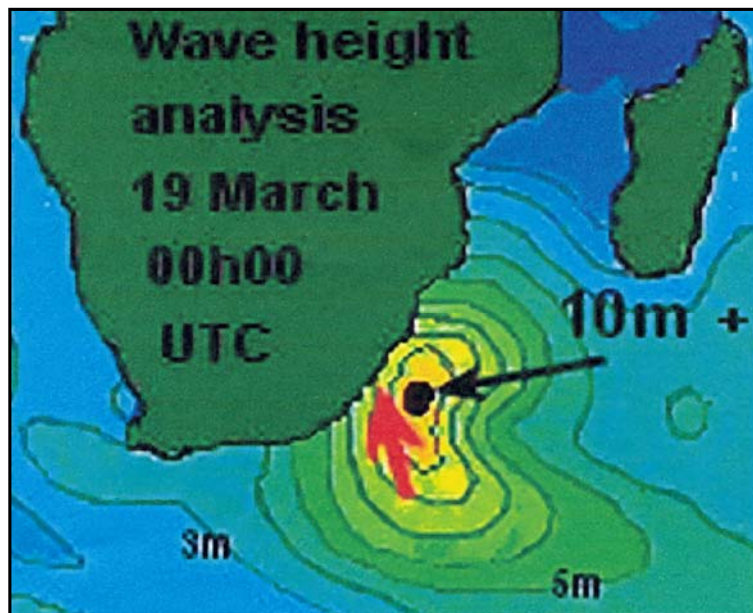 Wave height
analysis
19 March
00h00
UTC
10m +
3m
5m